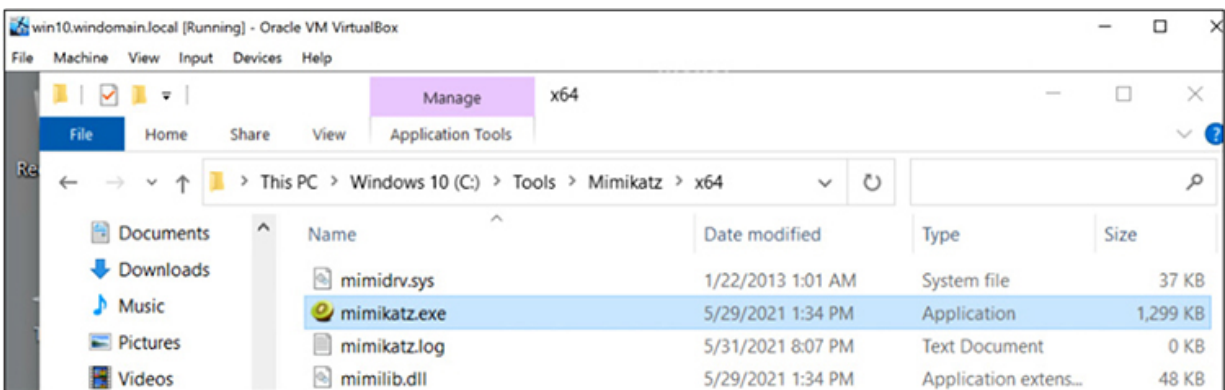 win10.windomain.local [Running] - Oracle VM VirtualBox
File Machine View Input Devices Help
Manage x64
File Home Share View Application Tools
This PC > Windows 10 (C:) > Tools > Mimikatz > x64
Documents Name Date modified Type Size
Downloads mimidrv.sys 1/22/2013 1:01 AM System file 37 KB
Music mimikatz.exe 5/29/2021 1:34 PM Application 1,299 KB
Pictures mimikatz.log 5/31/2021 8:07 PM Text Document 0 KB
Videos mimilib.dll 5/29/2021 1:34 PM Application extens... 48 KB